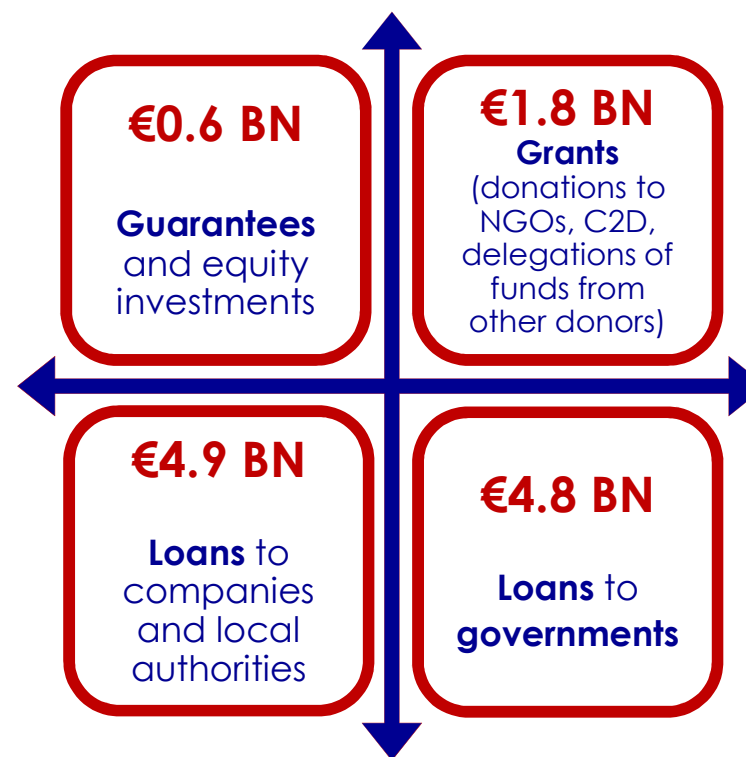 €0.6 BN
Guarantees
and equity
investments
€1.8 BN
Grants
(donations to
NGOs, C2D,
delegations of
funds from
other donors)
€4.9 BN
Loans to
companies
and local
authorities
€4.8 BN
Loans to
governments